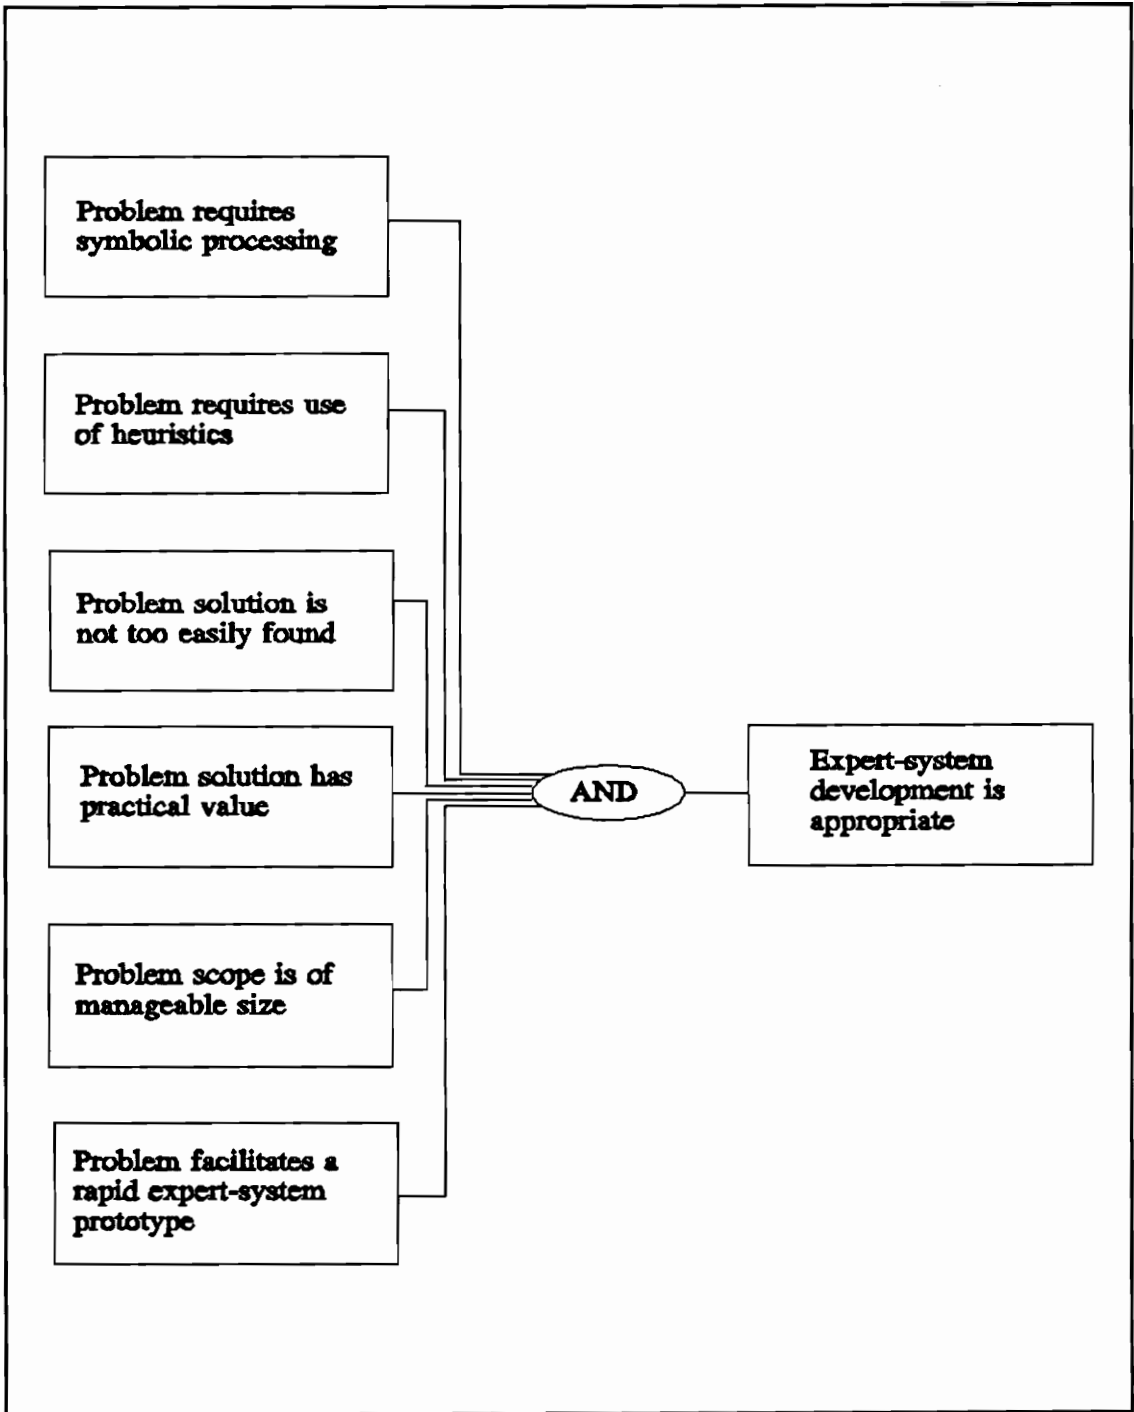 Problem requires
symbolic processing
Problem requires use
of heuristics
Problem solution is
not too easily found
Problem solution has
practical value
Problem scope is of
manageable size
Problem facilitates a
rapid expert-system
prototype
AND
Expert-system
development is
appropriate